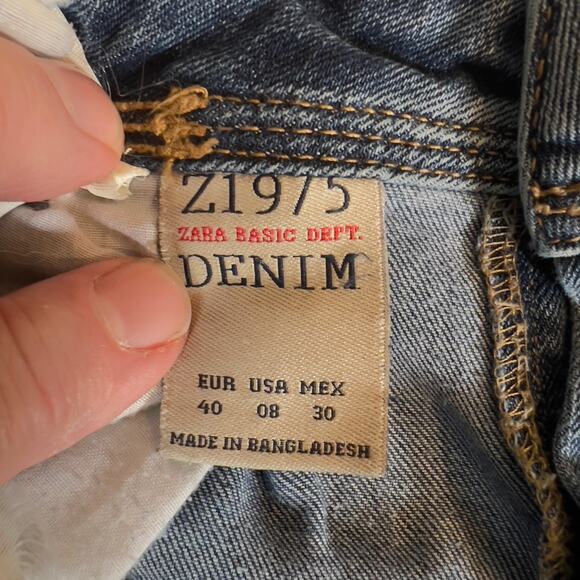 Z1975
ZARA BASIC DEPT.
DENIM
EUR USA MEX
40 08 30
MADE IN BANGLADESH